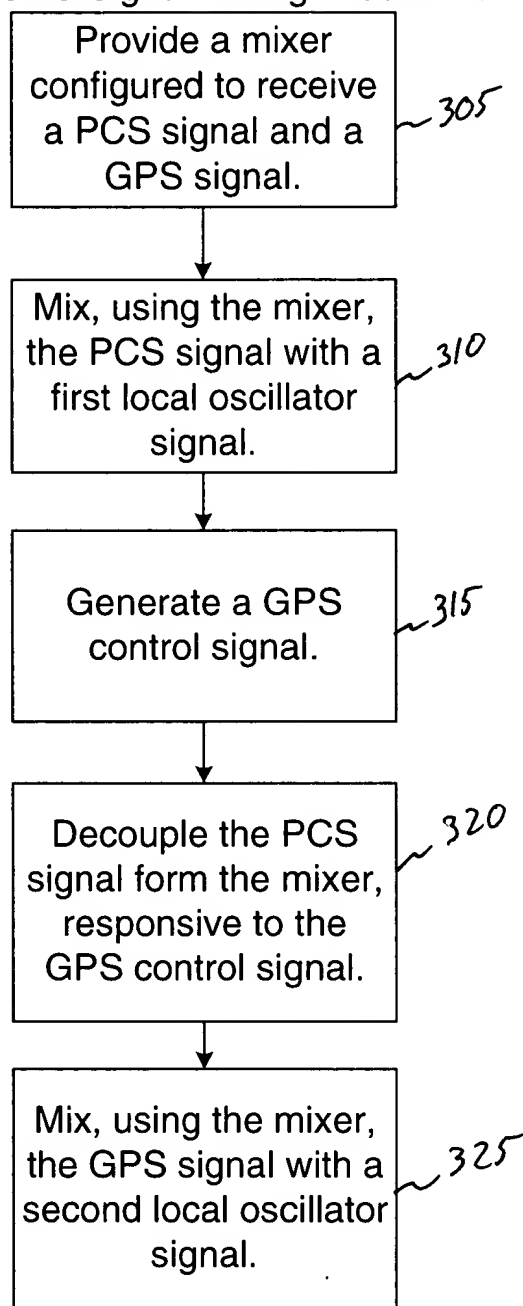 Provide a mixer
configured to receive
a PCS signal and a
GPS signal.
305
Mix, using the mixer,
the PCS signal with a
first local oscillator
signal.
310
Generate a GPS
control signal.
315
Decouple the PCS
signal form the mixer,
responsive to the
GPS control signal.
320
Mix, using the mixer,
the GPS signal with a
second local oscillator
signal.
325